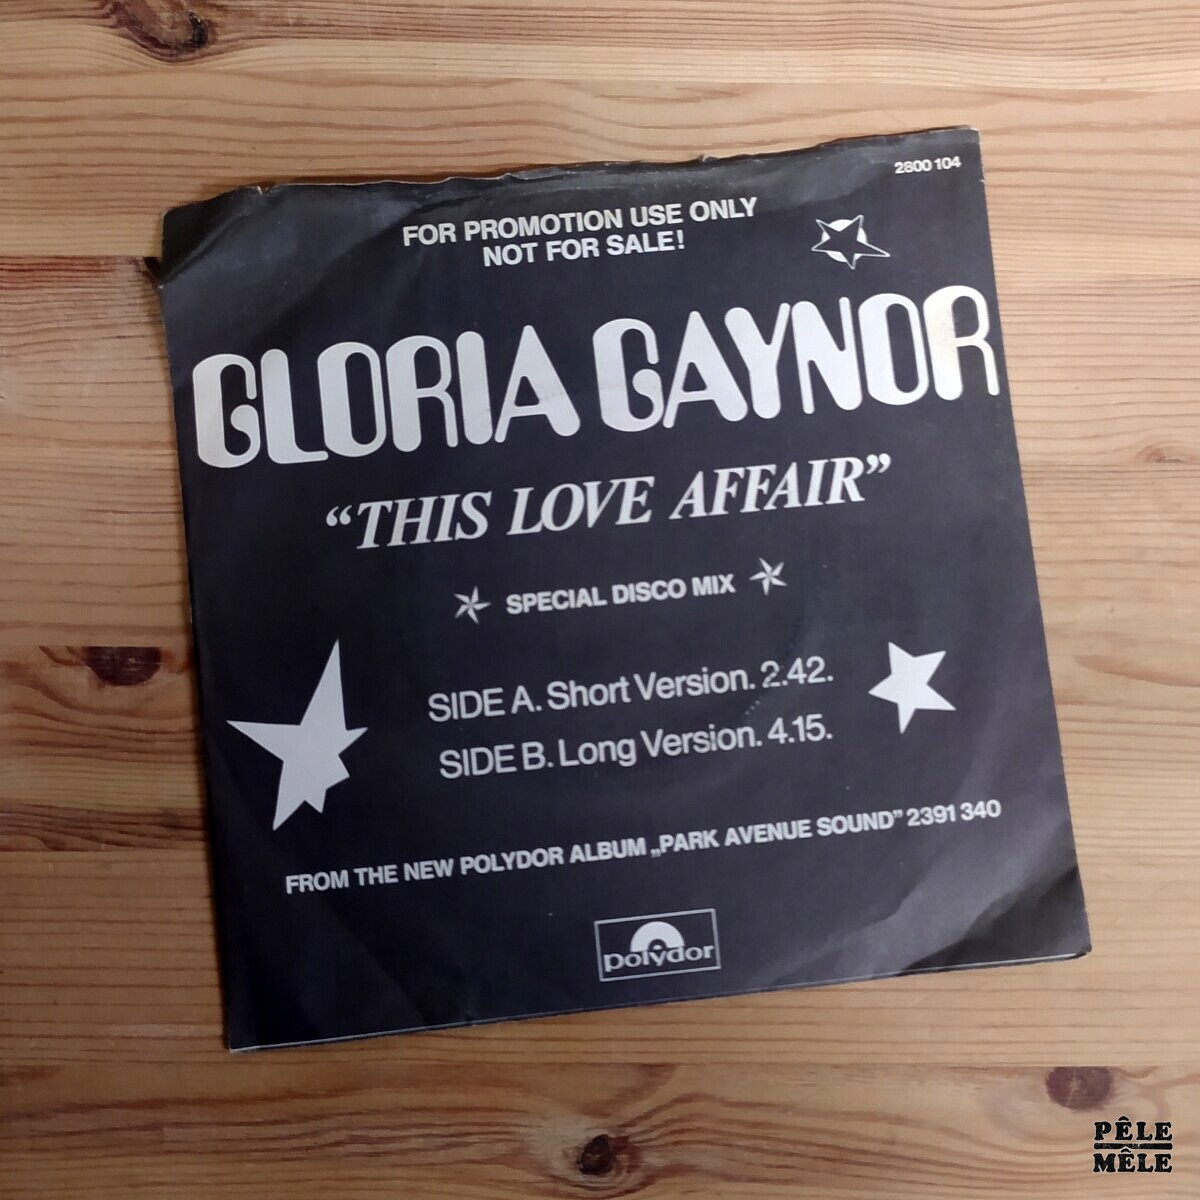 2800 104
FOR PROMOTION USE ONLY
NOT FOR SALE!
GLORIA GAYNOR
“THIS LOVE AFFAIR”
SPECIAL DISCO MIX
SIDE A. Short Version. 2.42.
SIDE B. Long Version. 4.15.
FROM THE NEW POLYDOR ALBUM „PARK AVENUE SOUND” 2391 340
polydor
PÊLE
MÊLE